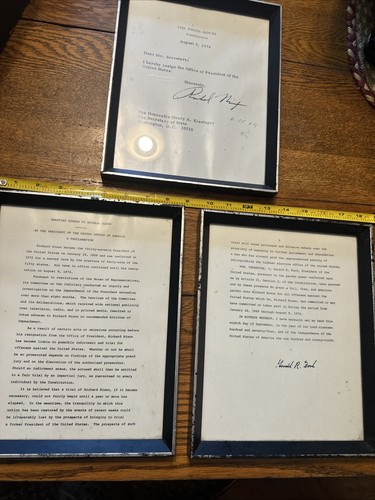 THE WHITE HOUSE
WASHINGTON
August 9, 1974
Dear Mr. Secretary:
I hereby resign the Office of President of the
United States.
Sincerely,
Richard Nixon
The Honorable Henry A. Kissinger
The Secretary of State
Washington, D.C. 20520
GRANTING PARDON TO RICHARD NIXON
BY THE PRESIDENT OF THE UNITED STATES OF AMERICA
A PROCLAMATION
Richard Nixon became the thirty-seventh President of
the United States on January 20, 1969 and was reelected in
1972 for a second term by the electors of forty-nine of the
fifty states. His term in office continued until his resig-
nation on August 9, 1974.
Pursuant to resolutions of the House of Representatives,
its Committee on the Judiciary conducted an inquiry and
investigation on the impeachment of the President extending
over more than eight months. The hearings of the Committee
and its deliberations, which received wide national publicity
over television, radio, and in printed media, resulted in
votes adverse to Richard Nixon on recommended Articles of
Impeachment.
As a result of certain acts or omissions occurring before
his resignation from the Office of President, Richard Nixon
has become liable to possible indictment and trial for
offenses against the United States. Whether or not he shall
be so prosecuted depends on findings of the appropriate grand
jury and on the discretion of the authorized prosecutor.
Should an indictment ensue, the accused shall then be entitled
to a fair trial by an impartial jury, as guaranteed to every
individual by the Constitution.
It is believed that a trial of Richard Nixon, if it became
necessary, could not fairly begin until a year or more has
elapsed. In the meantime, the tranquility to which this
nation has been restored by the events of recent weeks could
be irreparably lost by the prospects of bringing to trial
a former President of the United States. The prospects of such
trial will cause prolonged and divisive debate over the
propriety of exposing to further punishment and degradation
a man who has already paid the unprecedented penalty of
relinquishing the highest elective office of the United States.
NOW, THEREFORE, I, Gerald R. Ford, President of the
United States, pursuant to the pardon power conferred upon
me by Article II, Section 2, of the Constitution, have granted
and by these presents do grant a full, free, and absolute
pardon unto Richard Nixon for all offenses against the
United States which he, Richard Nixon, has committed or may
have committed or taken part in during the period from
January 20, 1969 through August 9, 1974.
IN WITNESS WHEREOF, I have hereunto set my hand this
eighth day of September, in the year of our Lord nineteen
hundred and seventy-four, and of the Independence of the
United States of America the one hundred and ninety-ninth.
Gerald R. Ford